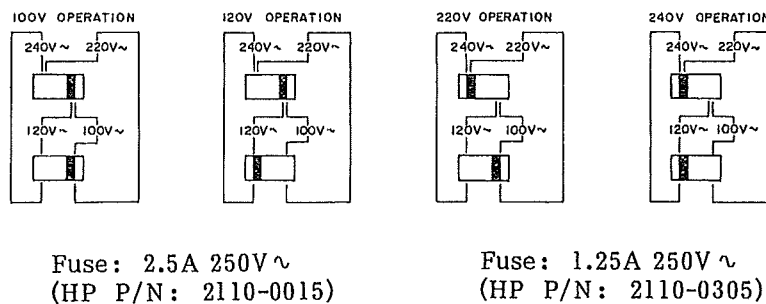 100V OPERATION
120V OPERATION
220V OPERATION
240V OPERATION
240V~ 220V~
240V~ 220V~
240V~ 220V~
240V~ 220V~
120V~ 100V~
120V~ 100V~
120V~ 100V~
120V~ 100V~
Fuse: 2.5A 250V ∿
(HP P/N: 2110-0015)
Fuse: 1.25A 250V ∿
(HP P/N: 2110-0305)